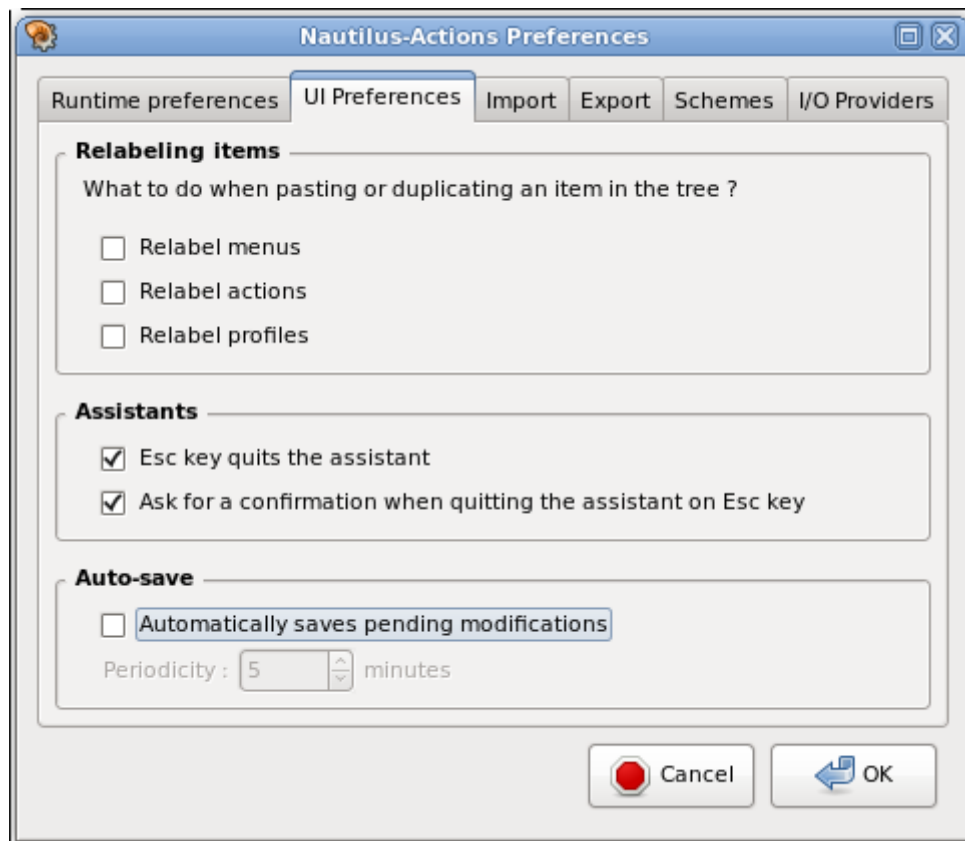 Nautilus-Actions Preferences
Runtime preferences UI Preferences Import Export Schemes I/O Providers
Relabeling items
What to do when pasting or duplicating an item in the tree ?
Relabel menus
Relabel actions
Relabel profiles
Assistants
Esc key quits the assistant
Ask for a confirmation when quitting the assistant on Esc key
Auto-save
Automatically saves pending modifications
Periodicity : 5 minutes
Cancel OK